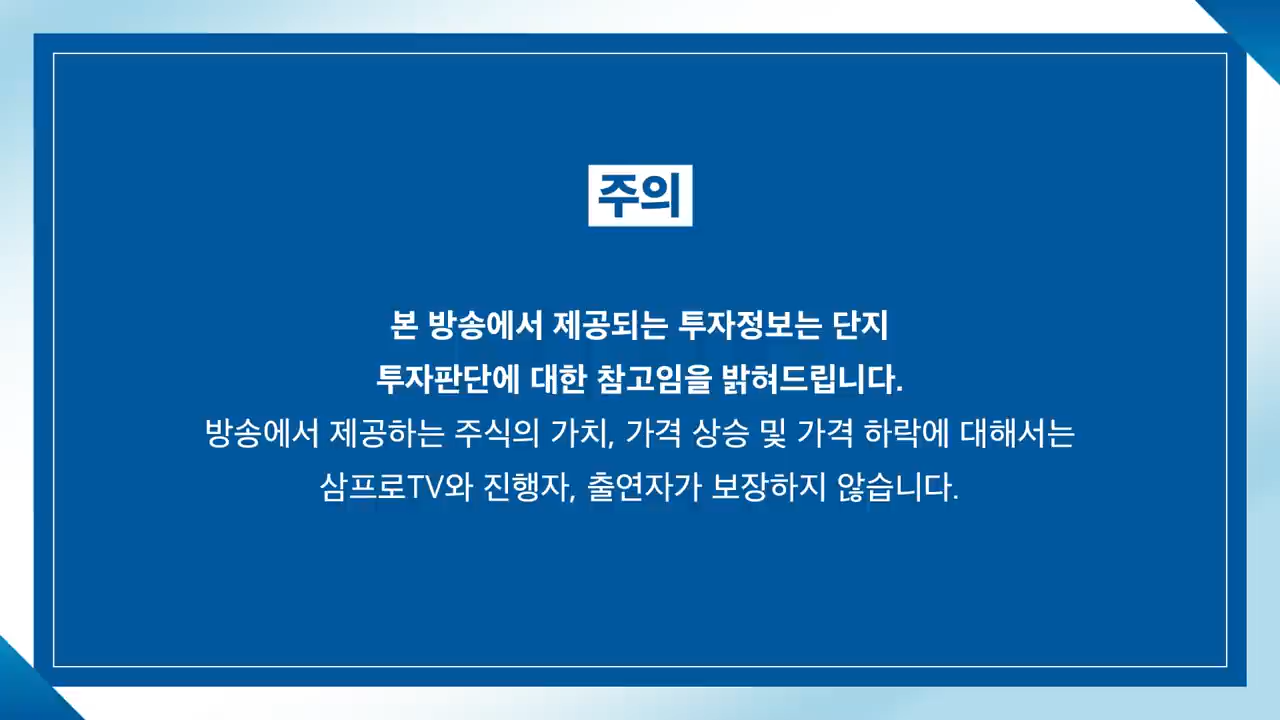 주의
본 방송에서 제공되는 투자정보는 단지
투자판단에 대한 참고임을 밝혀드립니다.
방송에서 제공하는 주식의 가치, 가격 상승 및 가격 하락에 대해서는
삼프로TV와 진행자, 출연자가 보장하지 않습니다.